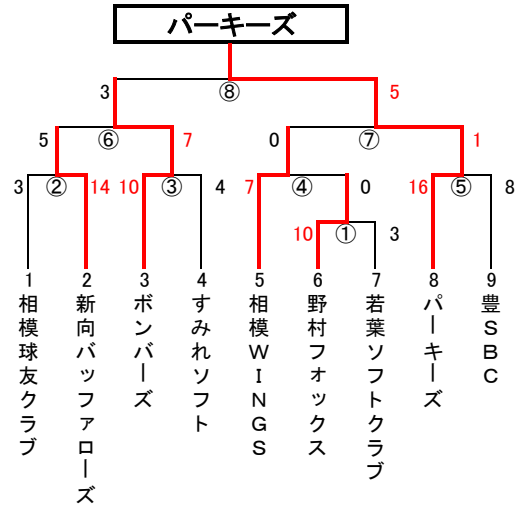 パーキーズ
3 ⑧ 5
5 ⑥ 7 0 ⑦ 1
3 ② 14 10 ③ 4 7 ④ 0 16 ⑤ 8
10 ① 3
1 2 3 4 5 6 7 8 9
相模球友クラブ
新向バッファローズ
ボンバーズ
すみれソフト
相模WINGS
野村フォックス
若葉ソフトクラブ
パーキーズ
豊SBC